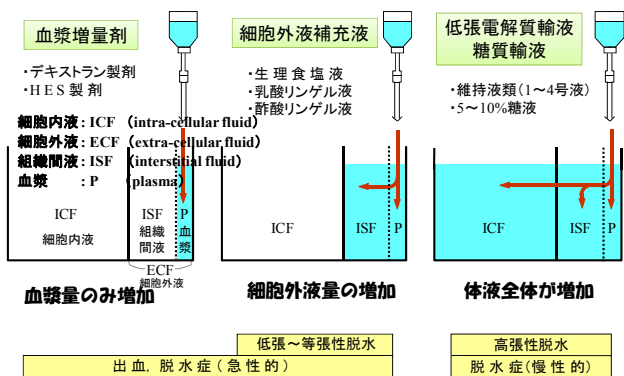 血漿増量剤
・デキストラン製剤
・HES製剤
細胞内液：ICF（intra-cellular fluid)
細胞外液：ECF（extra-cellular fluid)
組織間液：ISF（interstitial fluid)
血漿　　：P　（plasma)
ICF
細胞内液
ISF
組織
間液
P
血
漿
ECF
細胞外液
血漿量のみ増加
細胞外液補充液
・生理食塩液
・乳酸リンゲル液
・酢酸リンゲル液
ICF
ISF
P
細胞外液量の増加
低張電解質輸液
糖質輸液
・維持液類(1～4号液)
・5～10%糖液
ICF
ISF
P
体液全体が増加
低張～等張性脱水
出血，脱水症(急性的)
高張性脱水
脱水症(慢性的)